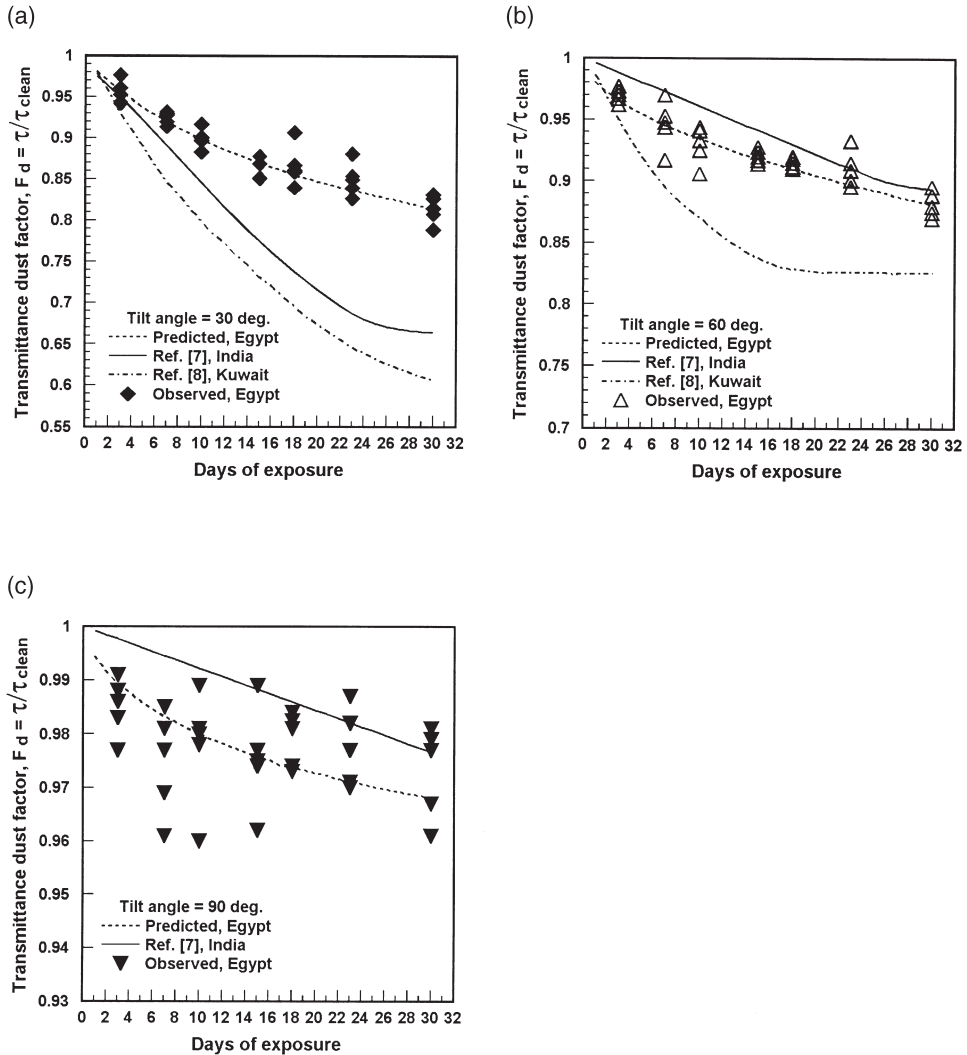 (a)
1
0.95
0.9
0.85
0.8
0.75
0.7
0.65
0.6
0.55
Transmittance dust factor, F d = τ/τ clean
Tilt angle = 30 deg.
Predicted, Egypt
Ref. [7], India
Ref. [8], Kuwait
Observed, Egypt
0 2 4 6 8 10 12 14 16 18 20 22 24 26 28 30 32
Days of exposure
(b)
1
0.95
0.9
0.85
0.8
0.75
0.7
Transmittance dust factor, F d = τ/τ clean
Tilt angle = 60 deg.
Predicted, Egypt
Ref. [7], India
Ref. [8], Kuwait
Observed, Egypt
0 2 4 6 8 10 12 14 16 18 20 22 24 26 28 30 32
Days of exposure
(c)
1
0.99
0.98
0.97
0.96
0.95
0.94
0.93
Transmittance dust factor, F d = τ/τ clean
Tilt angle = 90 deg.
Predicted, Egypt
Ref. [7], India
Observed, Egypt
0 2 4 6 8 10 12 14 16 18 20 22 24 26 28 30 32
Days of exposure